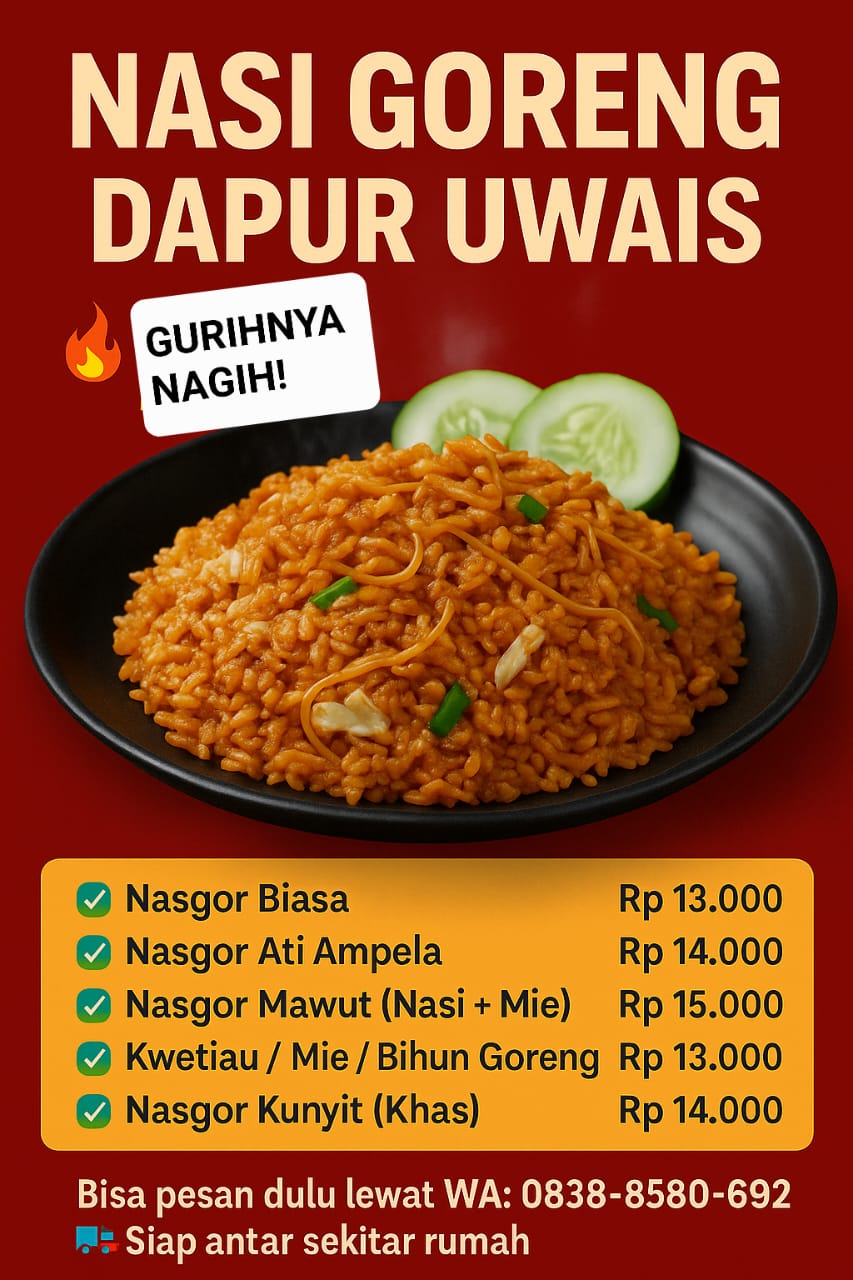 NASI GORENG
DAPUR UWAIS
GURIHNYA
NAGIH!
Nasgor Biasa Rp 13.000
Nasgor Ati Ampela Rp 14.000
Nasgor Mawut (Nasi + Mie) Rp 15.000
Kwetiau / Mie / Bihun Goreng Rp 13.000
Nasgor Kunyit (Khas) Rp 14.000
Bisa pesan dulu lewat WA: 0838-8580-692
Siap antar sekitar rumah